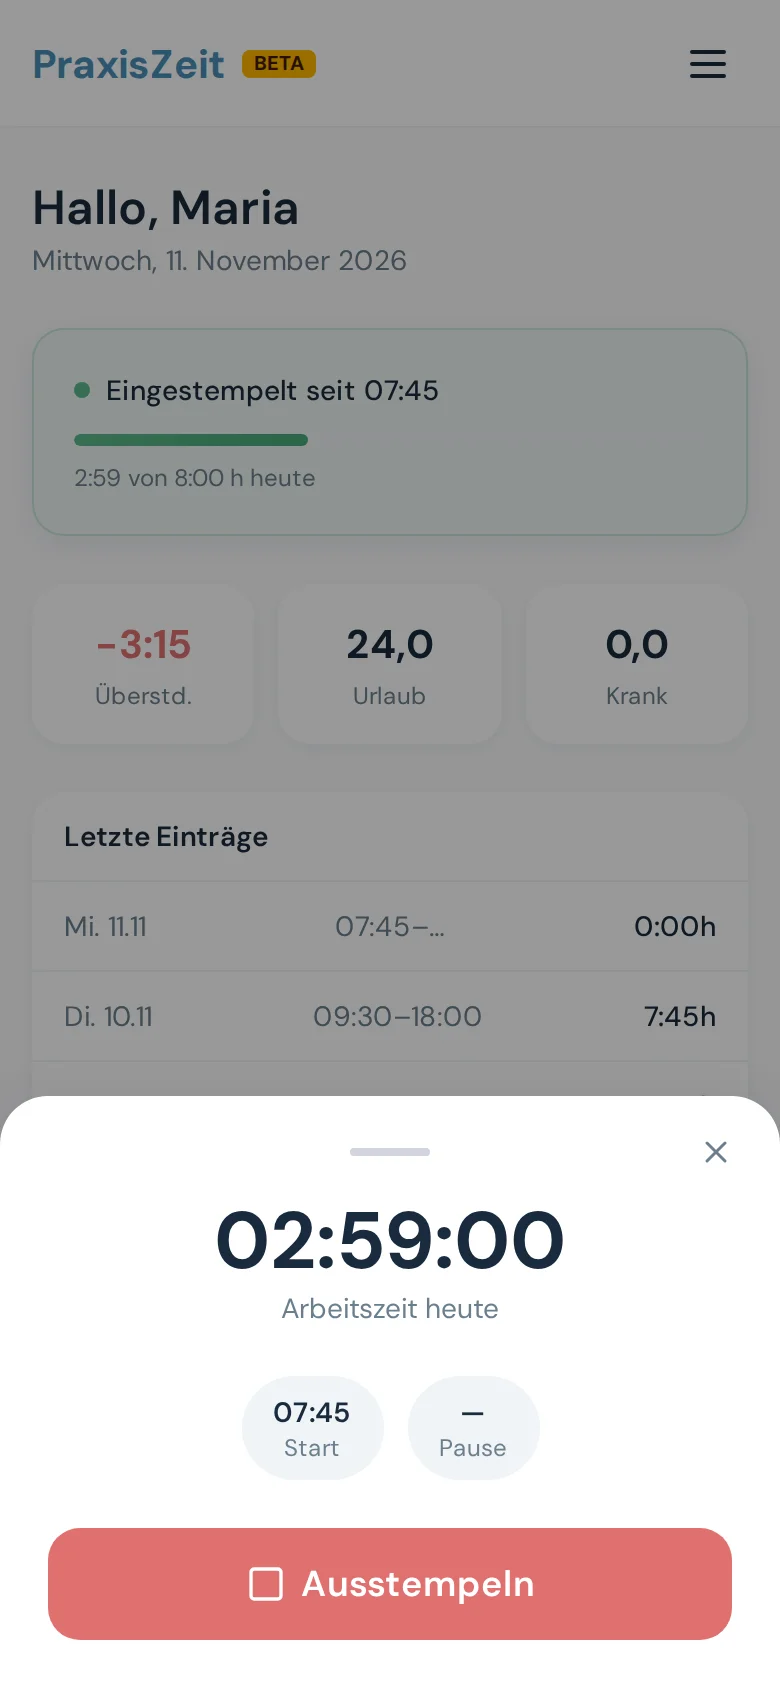 PraxisZeit BETA
Hallo, Maria
Mittwoch, 11. November 2026
Eingestempelt seit 07:45
2:59 von 8:00 h heute
-3:15 24,0 0,0
Überstd. Urlaub Krank
Letzte Einträge
Mi. 11.11 07:45–... 0:00h
Di. 10.11 09:30–18:00 7:45h
02:59:00
Arbeitszeit heute
07:45 —
Start Pause
Ausstempeln